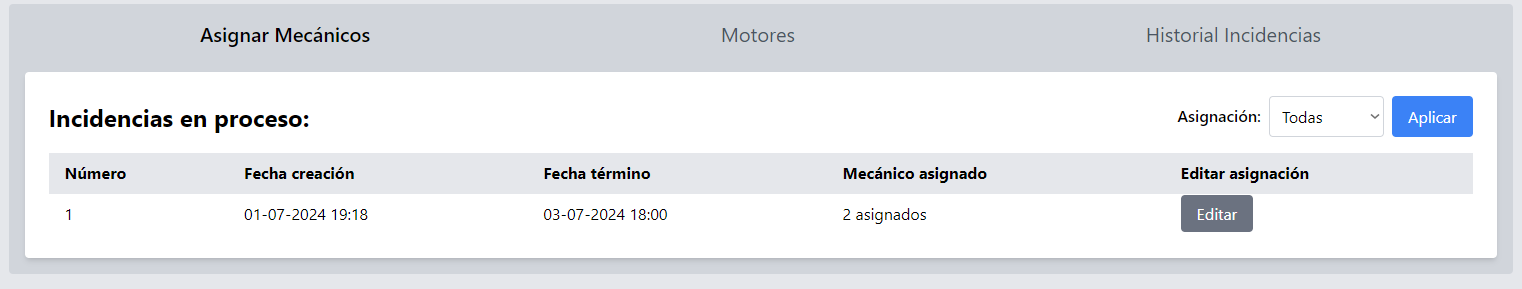 Asignar Mecánicos Motores Historial Incidencias
Incidencias en proceso: Asignación: Todas Aplicar
Número Fecha creación Fecha término Mecánico asignado Editar asignación
1 01-07-2024 19:18 03-07-2024 18:00 2 asignados Editar